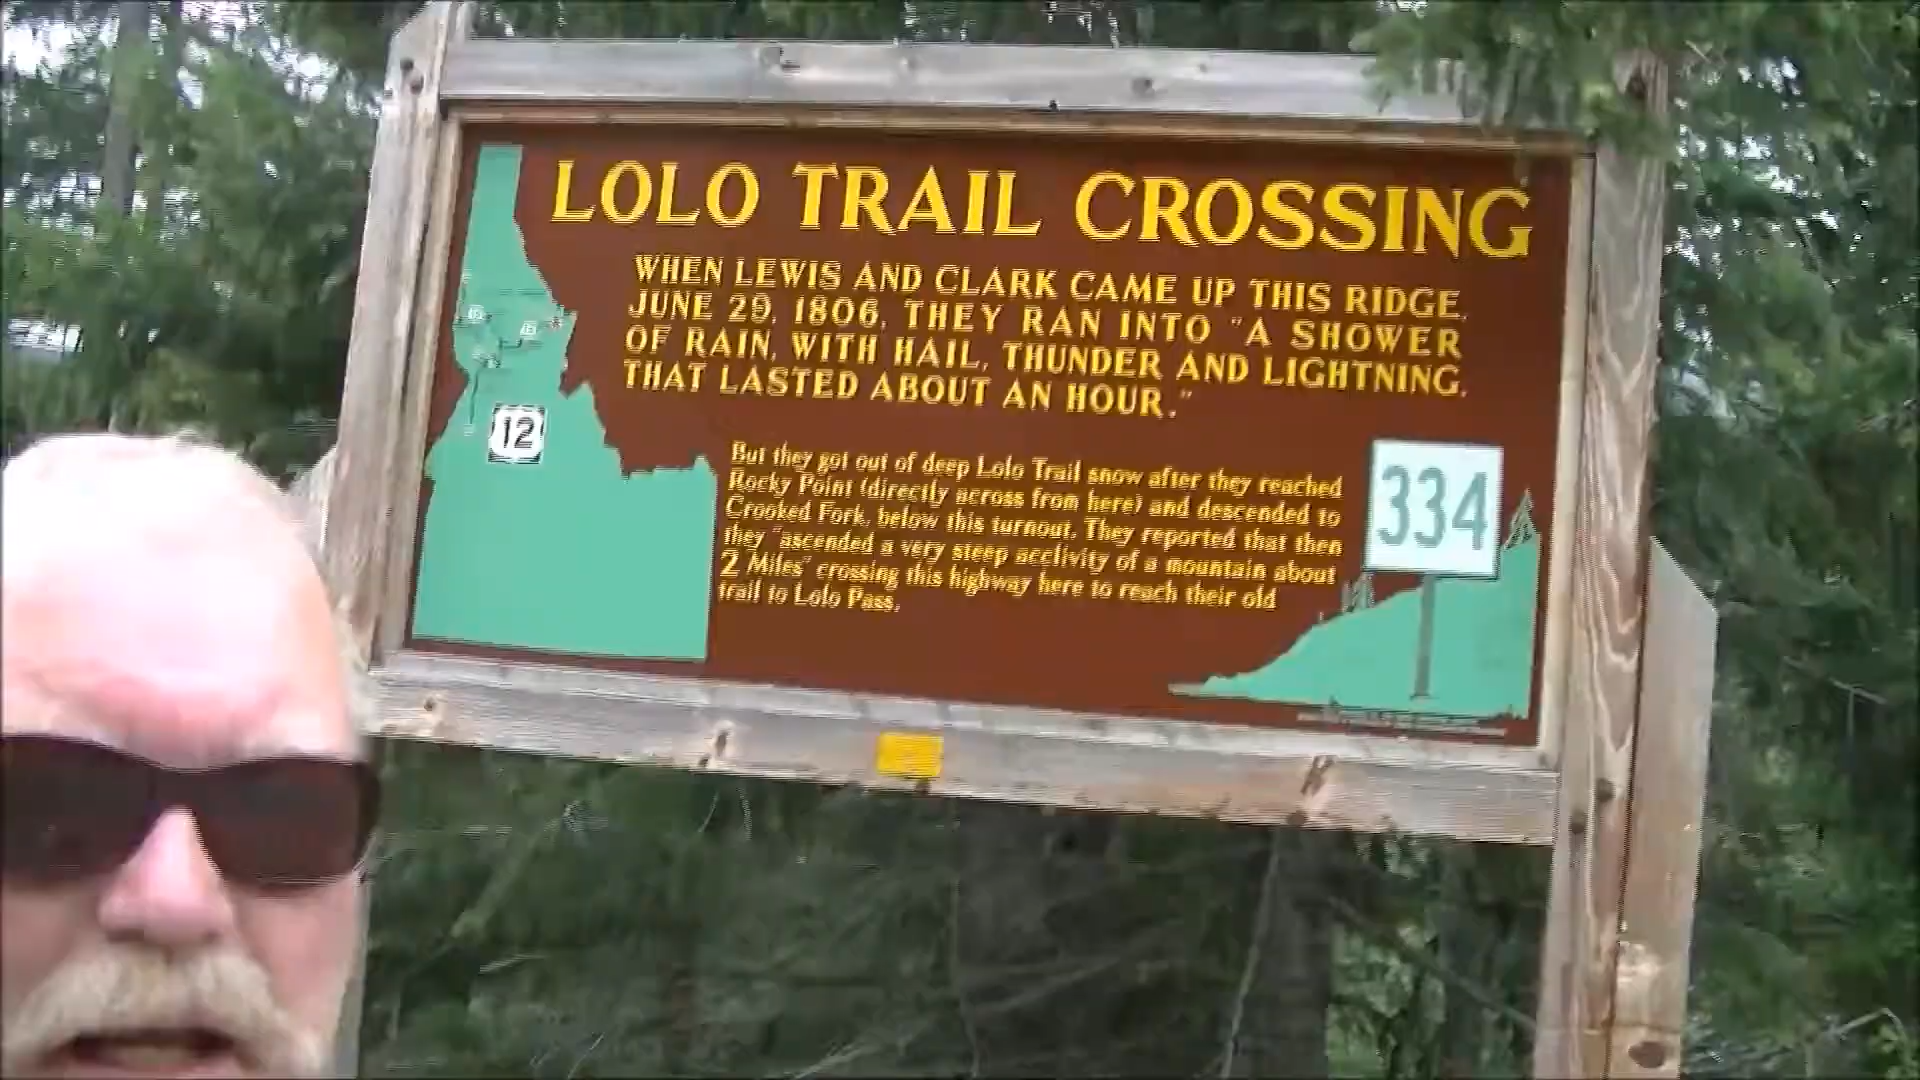 LOLO TRAIL CROSSING
WHEN LEWIS AND CLARK CAME UP THIS RIDGE,
JUNE 29, 1806, THEY RAN INTO "A SHOWER
OF RAIN, WITH HAIL, THUNDER AND LIGHTNING,
THAT LASTED ABOUT AN HOUR."
12
But they got out of deep Lolo Trail snow after they reached
Rocky Point (directly across from here) and descended to
Crooked Fork, below this turnout. They reported that then
they "ascended a very steep acclivity of a mountain about
2 Miles" crossing this highway here to reach their old
trail to Lolo Pass.
334